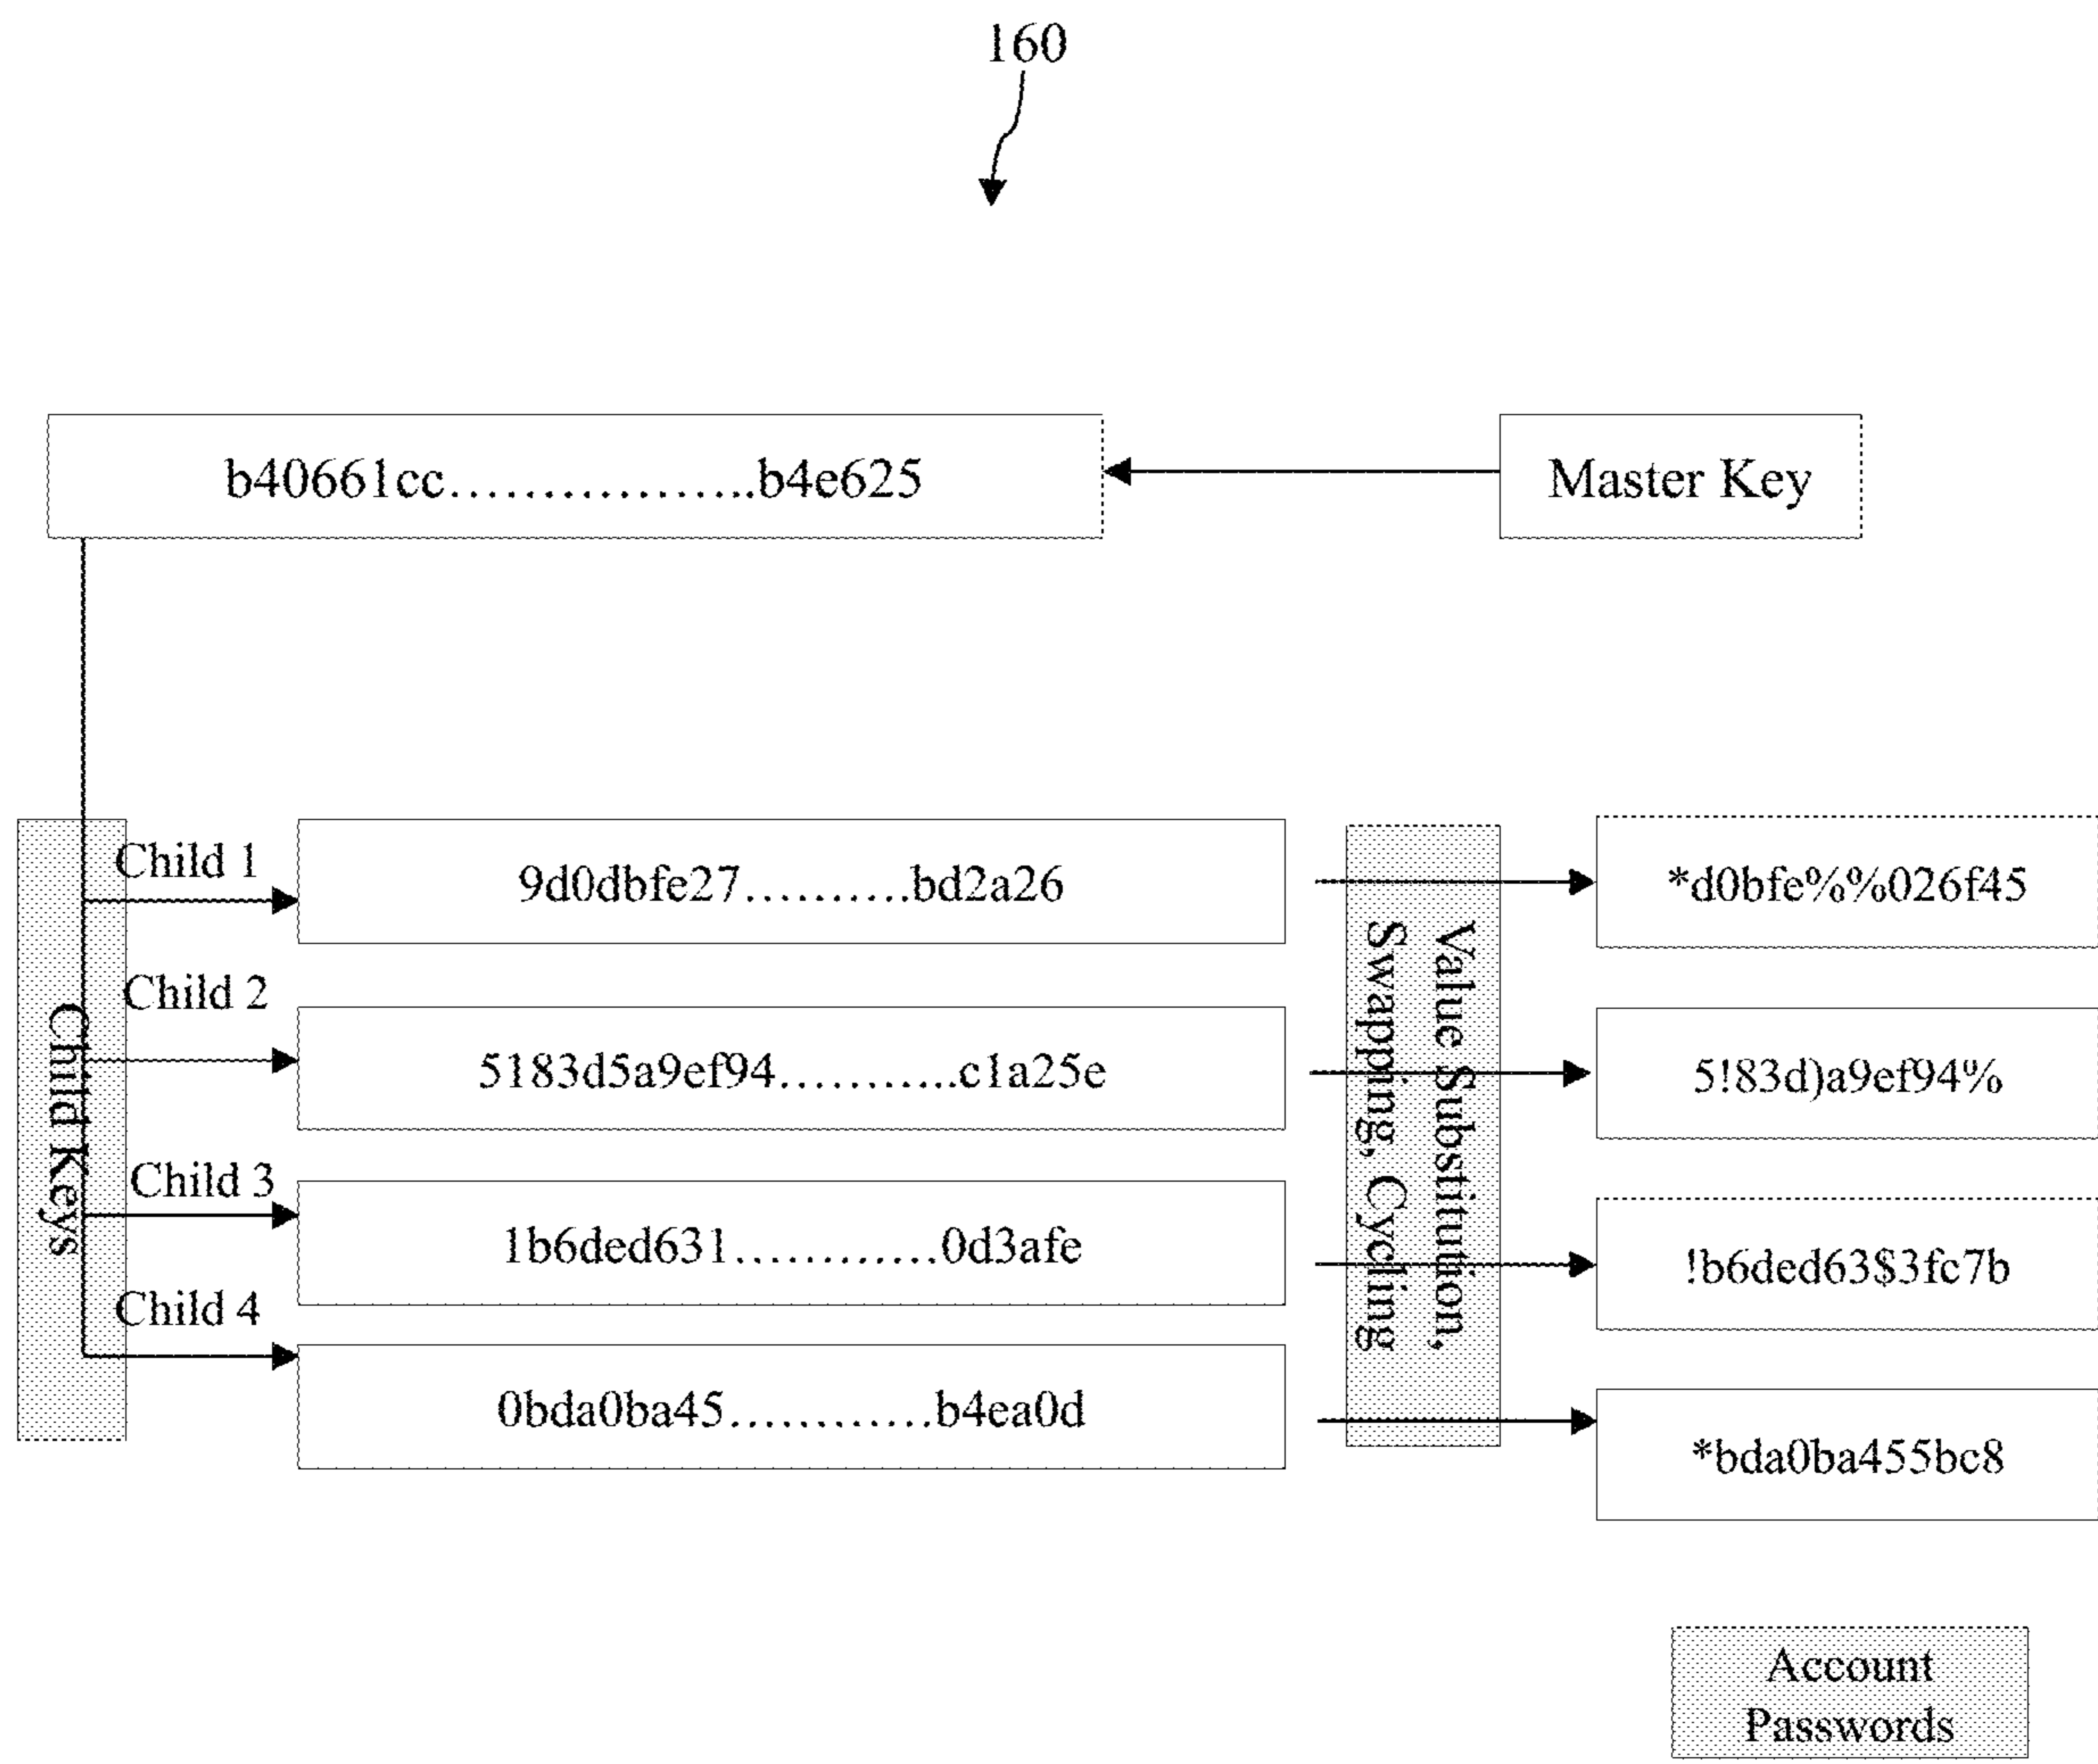 160
b40661cc……………..b4e625
Master Key
Child Keys
Child 1
9d0dbfe27……….bd2a26
Child 2
5183d5a9ef94………..c1a25e
Child 3
1b6ded631…………0d3afe
Child 4
0bda0ba45…………b4ea0d
Value Substitution,
Swapping, Cycling
*d0bfe%%026f45
5!83d)a9ef94%
!b6ded63$3fc7b
*bda0ba455bc8
Account
Passwords